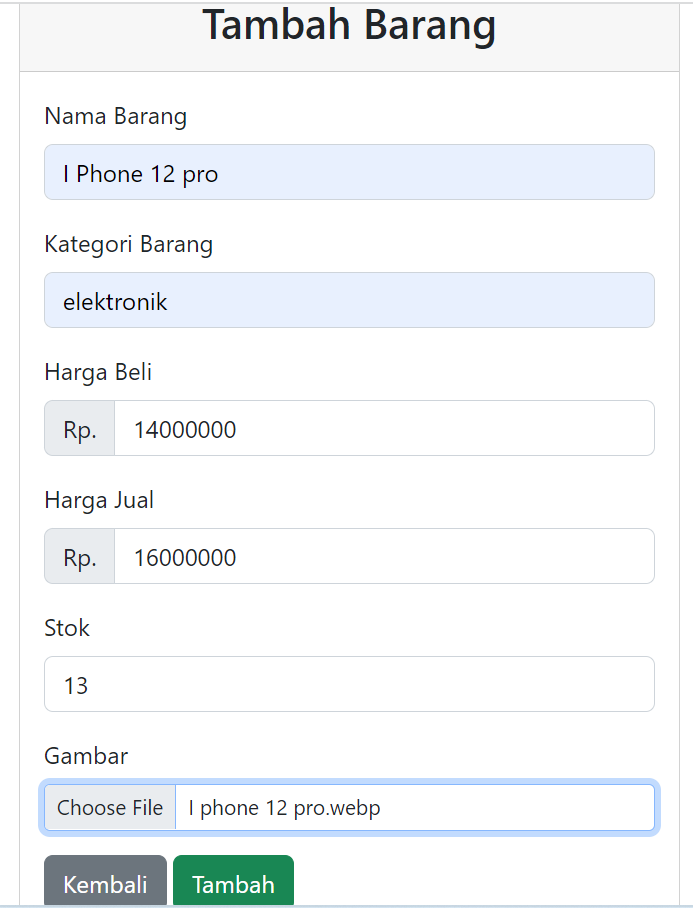 Tambah Barang
Nama Barang
I Phone 12 pro
Kategori Barang
elektronik
Harga Beli
Rp. 14000000
Harga Jual
Rp. 16000000
Stok
13
Gambar
Choose File I phone 12 pro.webp
Kembali Tambah